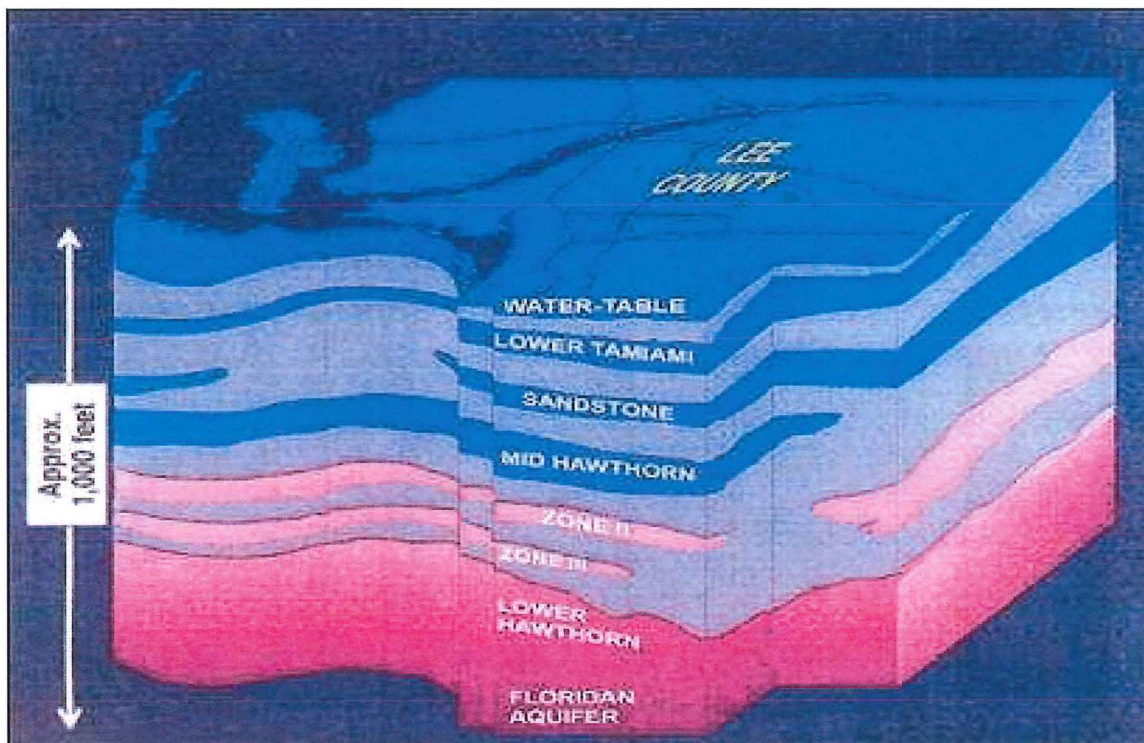 LEE
COUNTY
WATER-TABLE
LOWER TAMIAMI
SANDSTONE
MID HAWTHORN
ZONE II
ZONE III
LOWER
HAWTHORN
FLORIDAN
AQUIFER
Approx.
1,000 feet